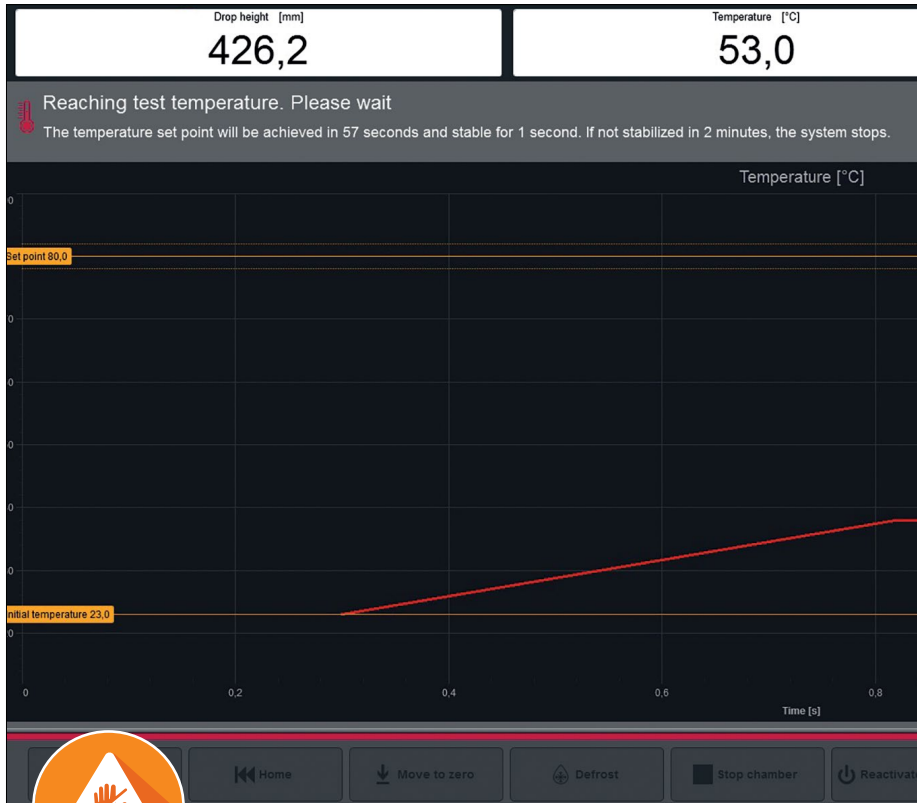 Drop height [mm]
426,2
Temperature [°C]
53,0
Reaching test temperature. Please wait
The temperature set point will be achieved in 57 seconds and stable for 1 second. If not stabilized in 2 minutes, the system stops.
Temperature [°C]
Set point 80,0
nitial temperature 23,0
0 0,2 0,4 0,6 0,8
Time [s]
Home
Move to zero
Defrost
Stop chamber
Reactivat